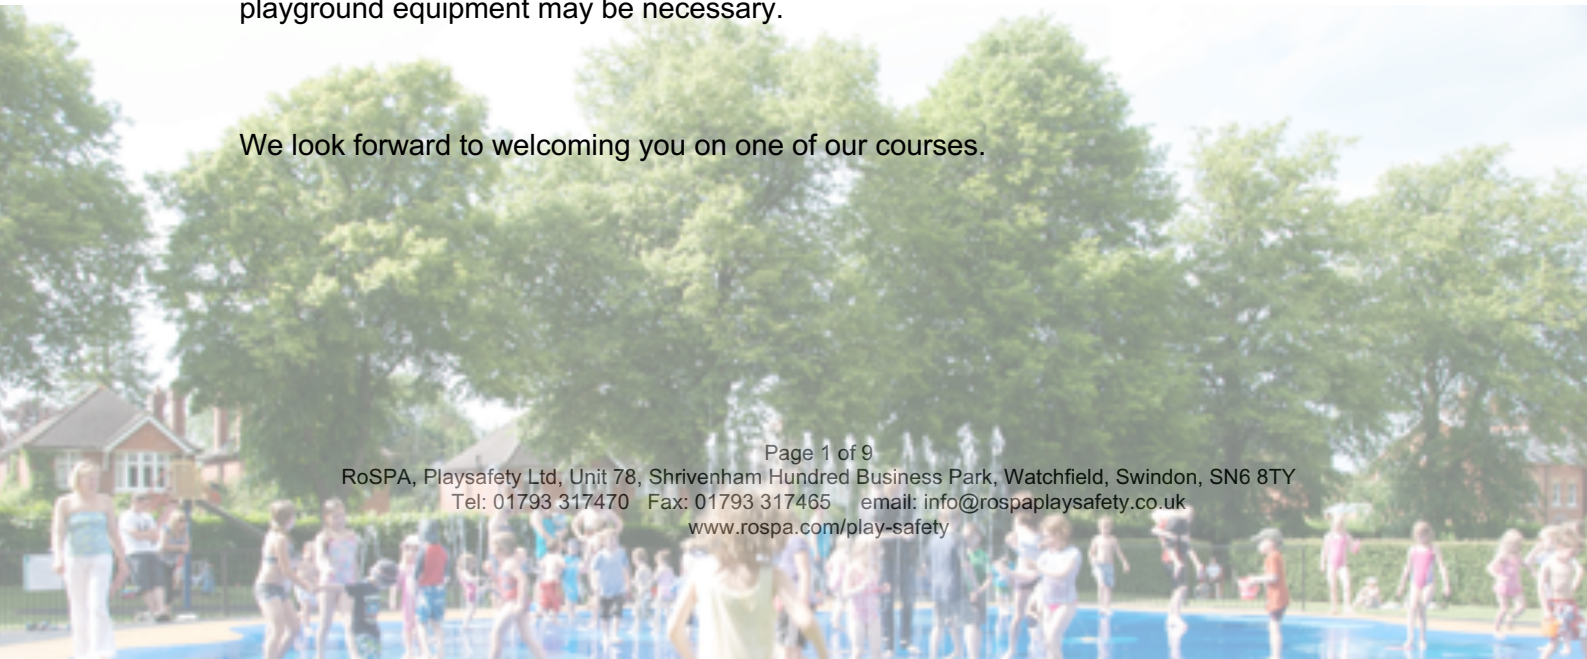 playground equipment may be necessary.
We look forward to welcoming you on one of our courses.
Page 1 of 9
RoSPA, Playsafety Ltd, Unit 78, Shrivenham Hundred Business Park, Watchfield, Swindon, SN6 8TY
Tel: 01793 317470 Fax: 01793 317465 email: info@rospaplaysafety.co.uk
www.rospa.com/play-safety